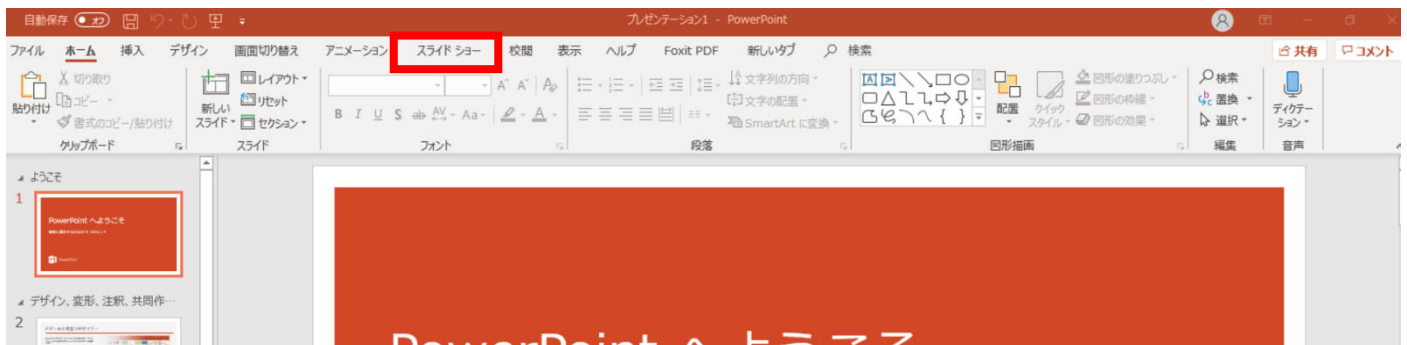 自動保存 オフ プレゼンテーション1 - PowerPoint
ファイル ホーム 挿入 デザイン 画面切り替え アニメーション スライド ショー 校閲 表示 ヘルプ Foxit PDF 新しいタブ 検索 共有 コメント
切り取り レイアウト 文字列の方向 図形の塗りつぶし 検索
コピー リセット 文字の配置 図形の枠線 置換
貼り付け 書式のコピー/貼り付け 新しいスライド セクション B I U S ab AV Aa A SmartArt に変換 配置 クイックスタイル 図形の効果 選択 ディクテーション
クリップボード スライド フォント 段落 図形描画 編集 音声
ようこそ
1
PowerPoint へようこそ
PowerPoint
デザイン、変形、注釈、共同作…
2
PowerPoint へ ようこそ